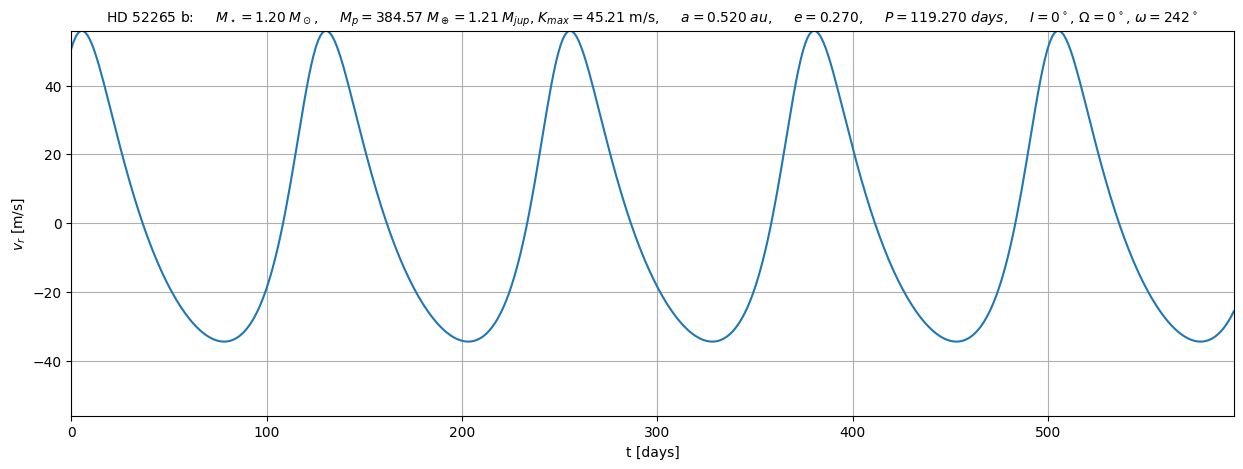 HD 52265 b: M⋆ = 1.20 M⊙, Mp = 384.57 M⊕ = 1.21 Mjup, Kmax = 45.21 m/s, a = 0.520 au, e = 0.270, P = 119.270 days, I = 0°, Ω = 0°, ω = 242°
vr [m/s]
40
20
0
−20
−40
0 100 200 300 400 500
t [days]